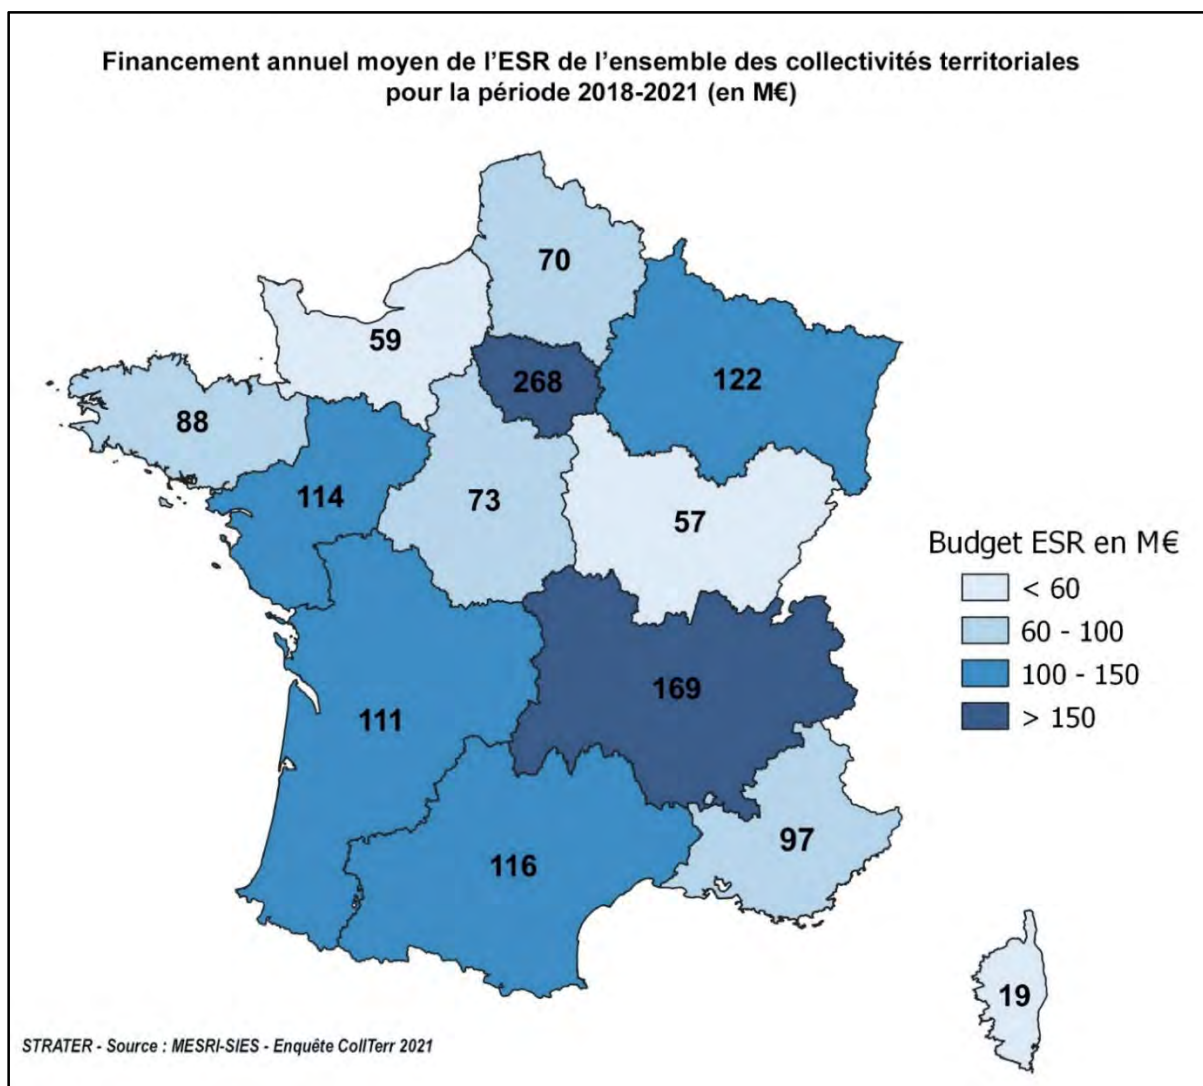 Financement annuel moyen de l’ESR de l’ensemble des collectivités territoriales
pour la période 2018-2021 (en M€)
70
59
268
122
88
114
73
57
Budget ESR en M€
< 60
60 - 100
100 - 150
> 150
169
111
97
116
19
STRATER - Source : MESRI-SIES - Enquête CollTerr 2021